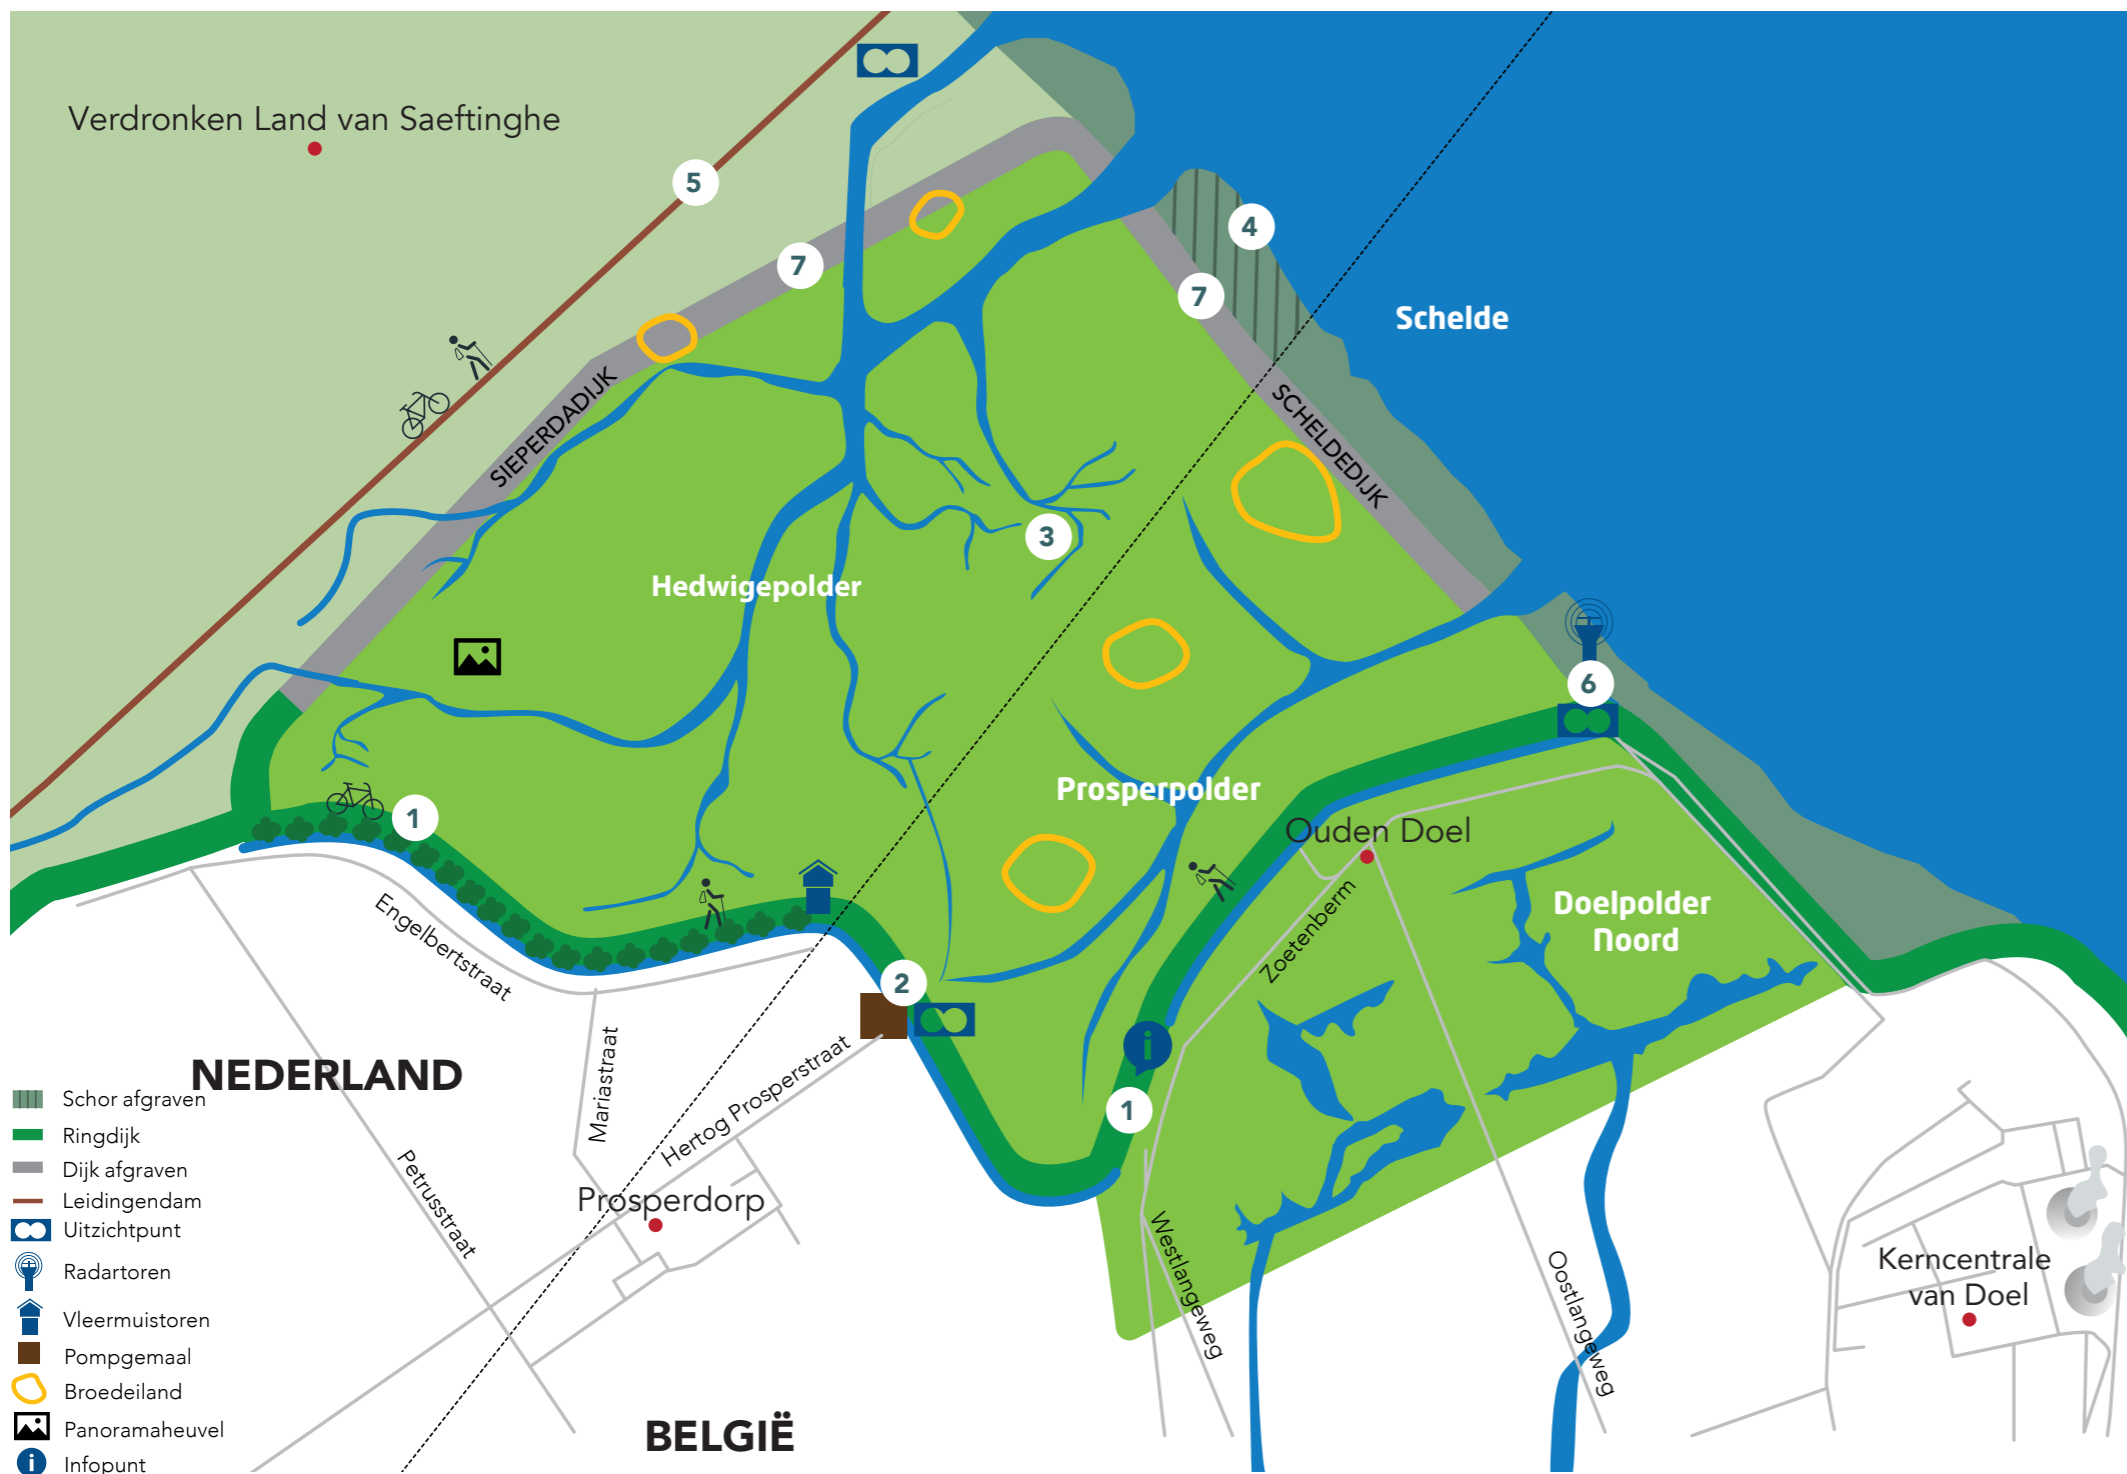 Verdronken Land van Saeftinghe
5
4
7
7
Schelde
SIEPERDADIJK
SCHELDEDIJK
3
Hedwigepolder
6
Prosperpolder
1
Ouden Doel
Doelpolder
Noord
Engelbertstraat
Zoetenberm
2
i
1
NEDERLAND
Mariastraat
Hertog Prosperstraat
Petrusstraat
Prosperdorp
Westlangeweg
Oostlangeweg
Kerncentrale
van Doel
BELGIË
Schor afgraven
Ringdijk
Dijk afgraven
Leidingendam
Uitzichtpunt
Radartoren
Vleermuistoren
Pompgemaal
Broedeiland
Panoramaheuvel
i Infopunt